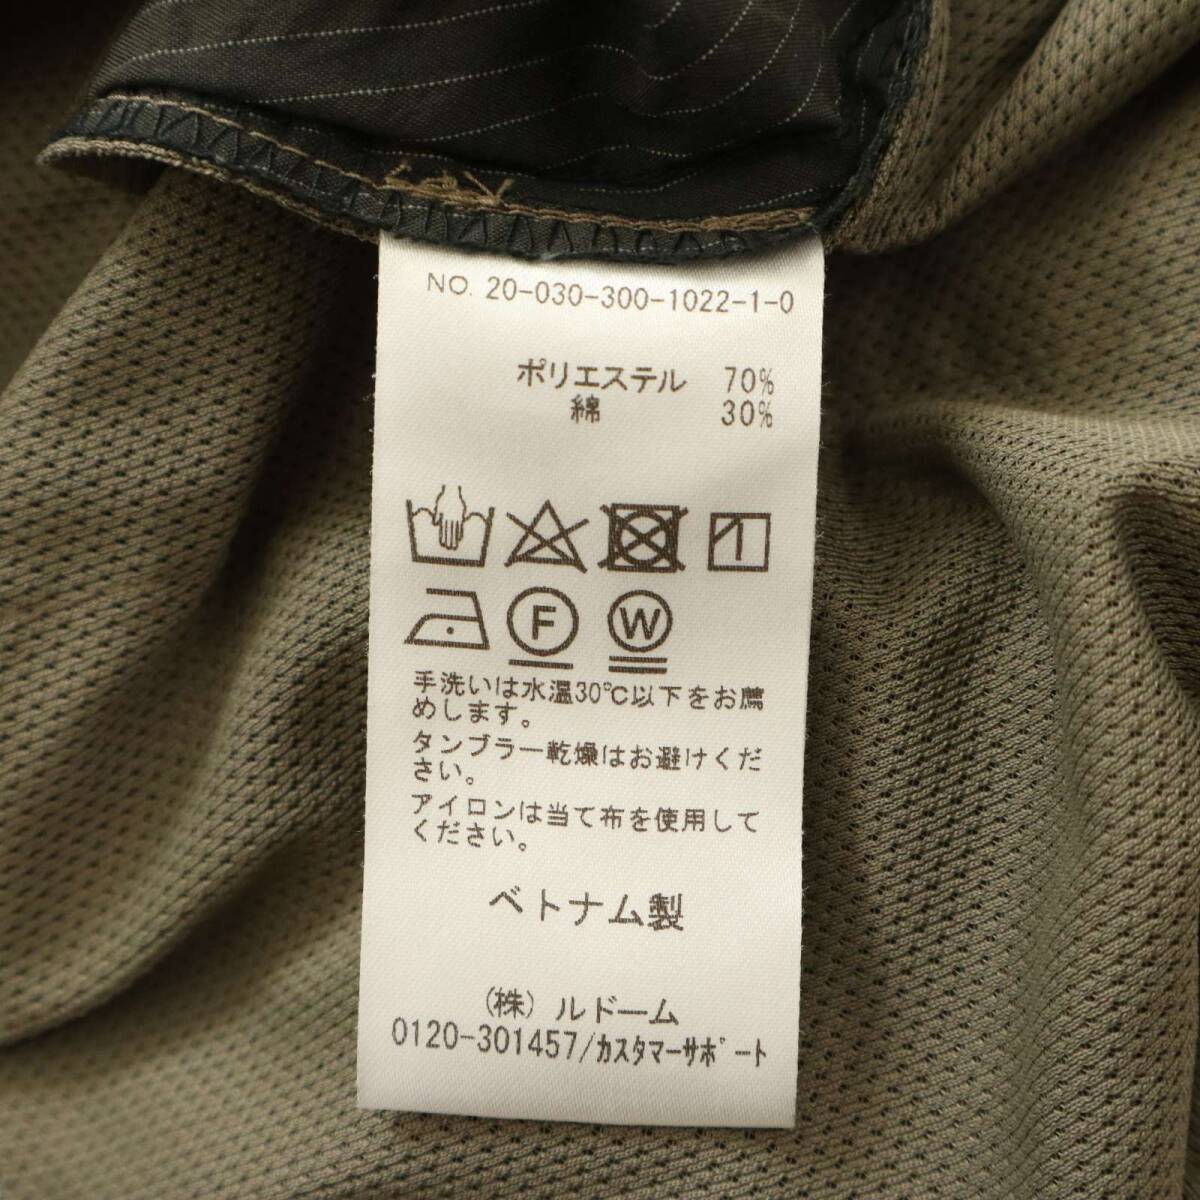 NO. 20-030-300-1022-1-0
ポリエステル 70%
綿 30%
F W
手洗いは水温30℃以下をお薦
めします。
タンブラー乾燥はお避けくだ
さい。
アイロンは当て布を使用して
ください。
ベトナム製
(株) ルドーム
0120-301457/カスタマーサポート